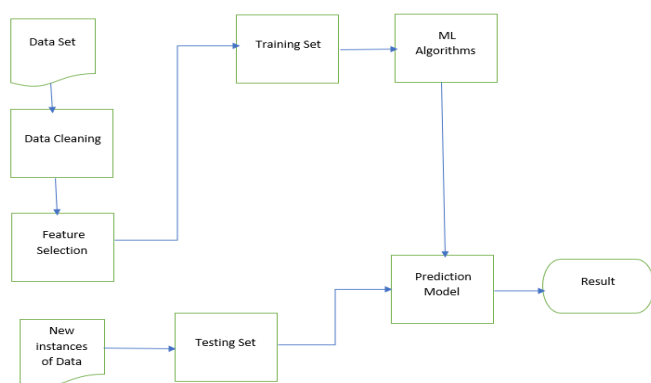 Data Set
Training Set
ML
Algorithms
Data Cleaning
Feature
Selection
Prediction
Model
Result
New
instances
of Data
Testing Set